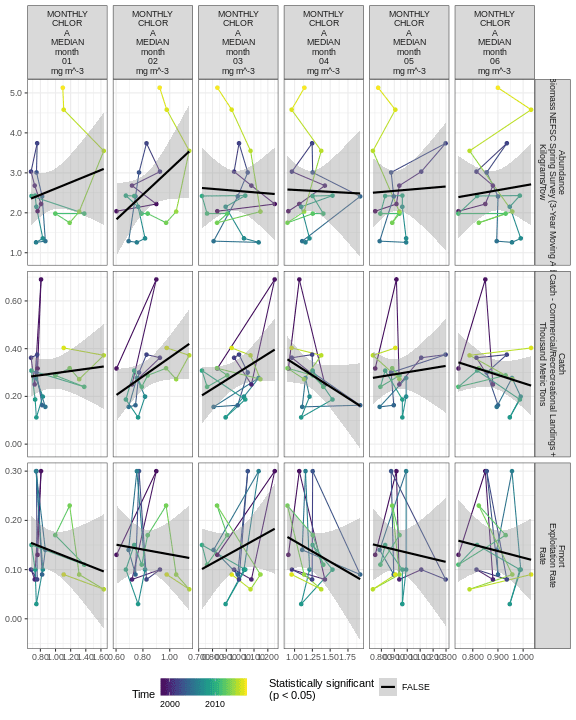 MONTHLY MONTHLY MONTHLY MONTHLY MONTHLY MONTHLY
CHLOR CHLOR CHLOR CHLOR CHLOR CHLOR
A A A A A A
MEDIAN MEDIAN MEDIAN MEDIAN MEDIAN MEDIAN
month month month month month month
01 02 03 04 05 06
mg m^-3 mg m^-3 mg m^-3 mg m^-3 mg m^-3 mg m^-3
5.0
4.0
3.0
2.0
1.0
Abundance
Biomass NEFSC Spring Survey (3-Year Moving
Kilograms/Tow
0.60
0.40
0.20
0.00
Catch
Catch - Commercial/Recreational Landings +
Thousand Metric Tons
0.30
0.20
0.10
0.00
Fmort
Exploitation Rate
Rate
0.80 1.00 1.20 1.40 1.60 0.60 0.80 1.00 1.00 1.25 1.50 1.75 0.800 0.900 1.000
Time
2000 2010
Statistically significant
(p < 0.05)
FALSE